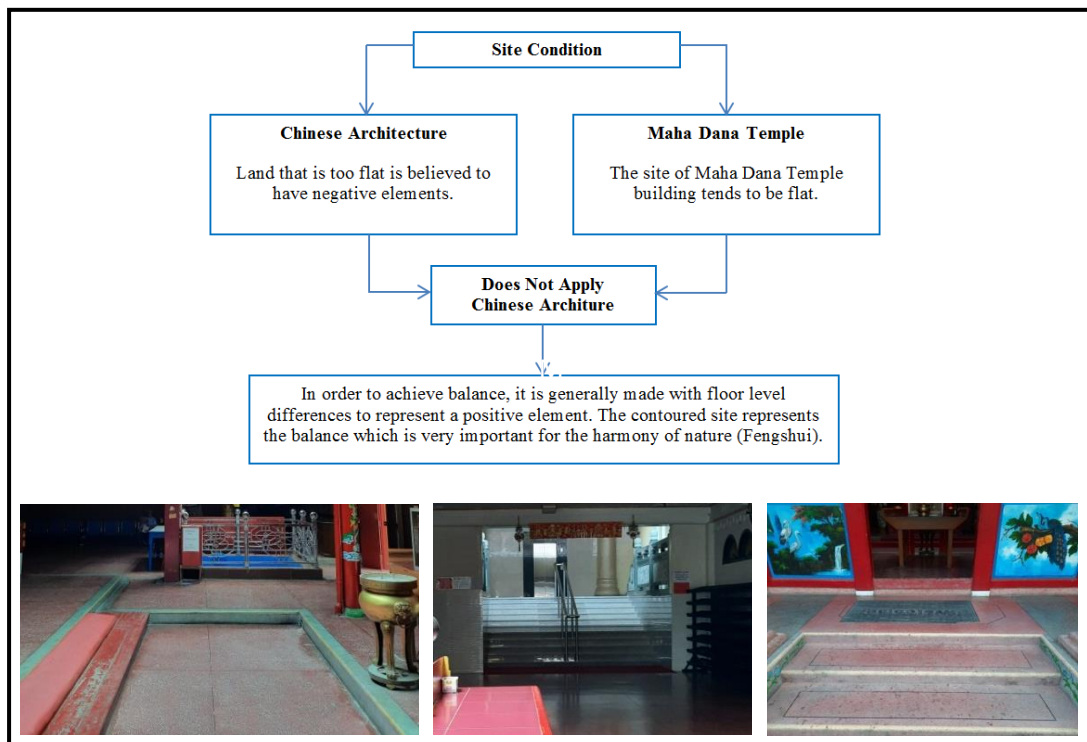 Site Condition
Chinese Architecture
Land that is too flat is believed to
have negative elements.
Maha Dana Temple
The site of Maha Dana Temple
building tends to be flat.
Does Not Apply
Chinese Architure
In order to achieve balance, it is generally made with floor level
differences to represent a positive element. The contoured site represents
the balance which is very important for the harmony of nature (Fengshui).